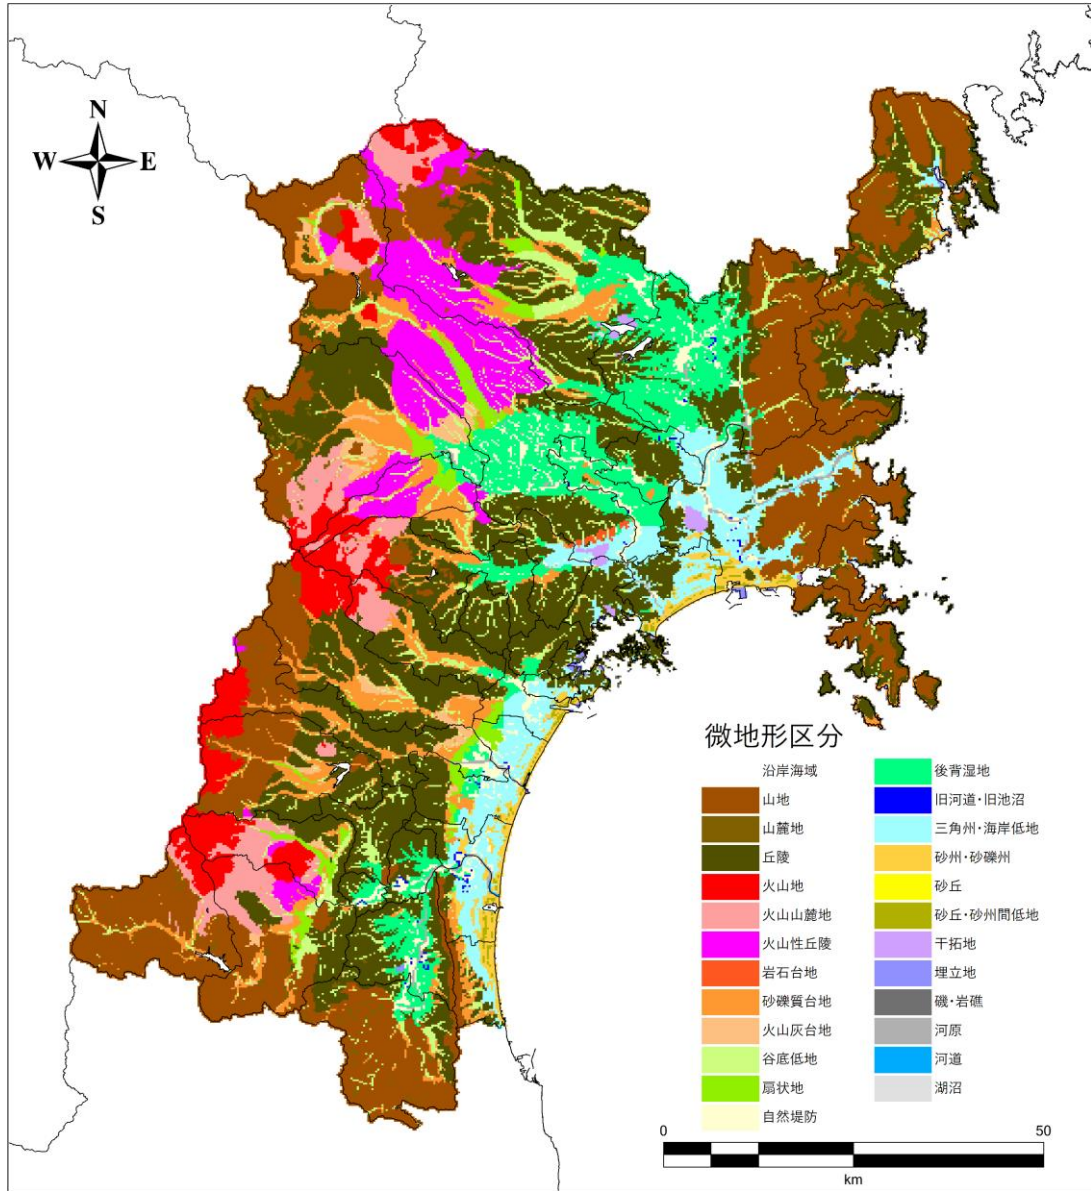 N
W E
S
微地形区分
沿岸海域
山地
山麓地
丘陵
火山地
火山山麓地
火山性丘陵
岩石台地
砂礫質台地
火山灰台地
谷底低地
扇状地
自然堤防
後背湿地
旧河道・旧池沼
三角州・海岸低地
砂州・砂礫州
砂丘
砂丘・砂州間低地
干拓地
埋立地
磯・岩礁
河原
河道
湖沼
0 50
km